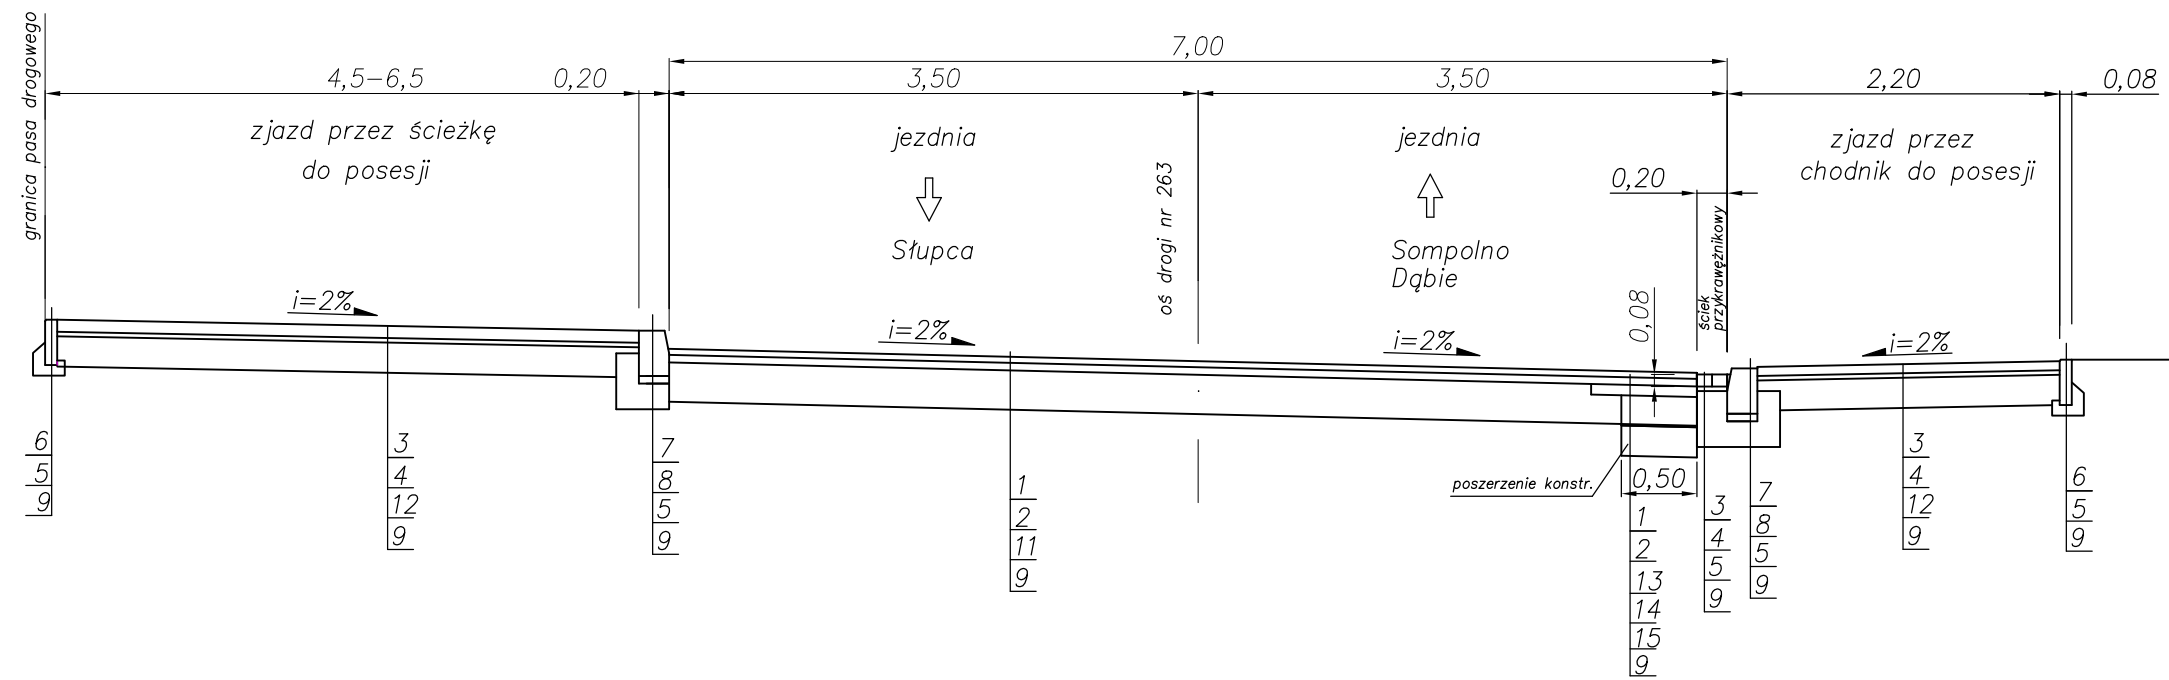 granica pasa drogowego
4,5-6,5
0,20
7,00
3,50
3,50
2,20
0,08
zjazd przez ścieżkę
do posesji
jezdnia
Słupca
oś drogi nr 263
jezdnia
Sompolno
Dąbie
0,20
ściek
przykrawężnikowy
zjazd przez
chodnik do posesji
i=2%
i=2%
i=2%
0,08
i=2%
poszerzenie konstr.
0,50
6
5
9
3
4
12
9
7
8
5
9
1
2
11
9
1
2
13
14
15
9
3
4
5
9
7
8
5
9
3
4
12
9
6
5
9